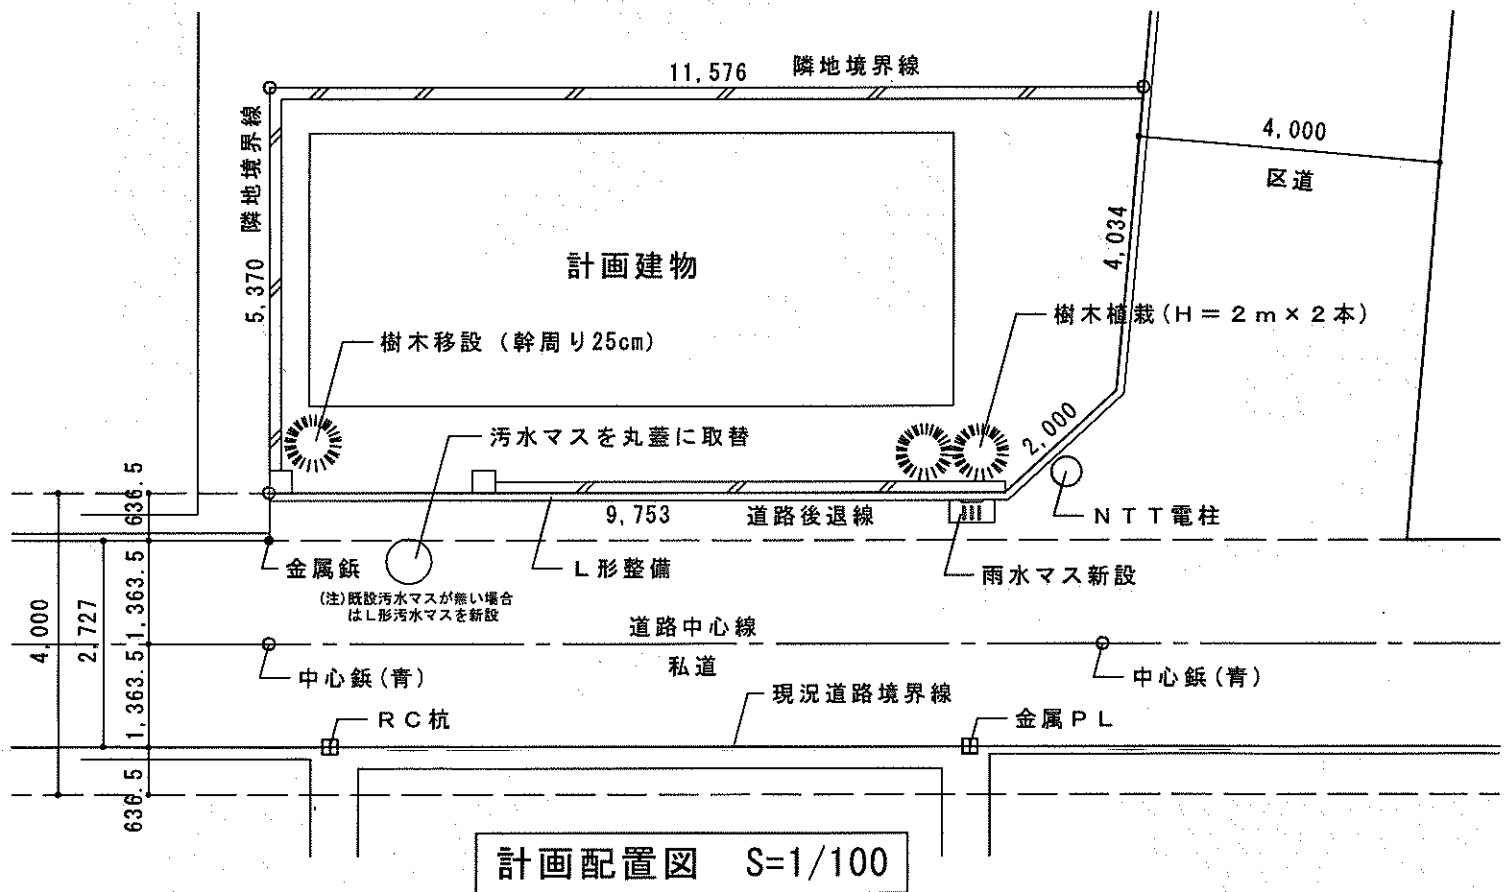 11,576
隣地境界線
隣地境界線
5,370
4,000
区道
4,034
計画建物
樹木植栽(H=2m×2本)
樹木移設 (幹周り25cm)
2,000
汚水マスを丸蓋に取替
636.5
9,753
道路後退線
NTT電柱
金属鋲
L形整備
雨水マス新設
(注)既設汚水マスが無い場合
はL形汚水マスを新設
1,363.5
4,000
2,727
道路中心線
私道
中心鋲(青)
中心鋲(青)
1,363.5
現況道路境界線
RC杭
金属PL
636.5
計画配置図 S=1/100